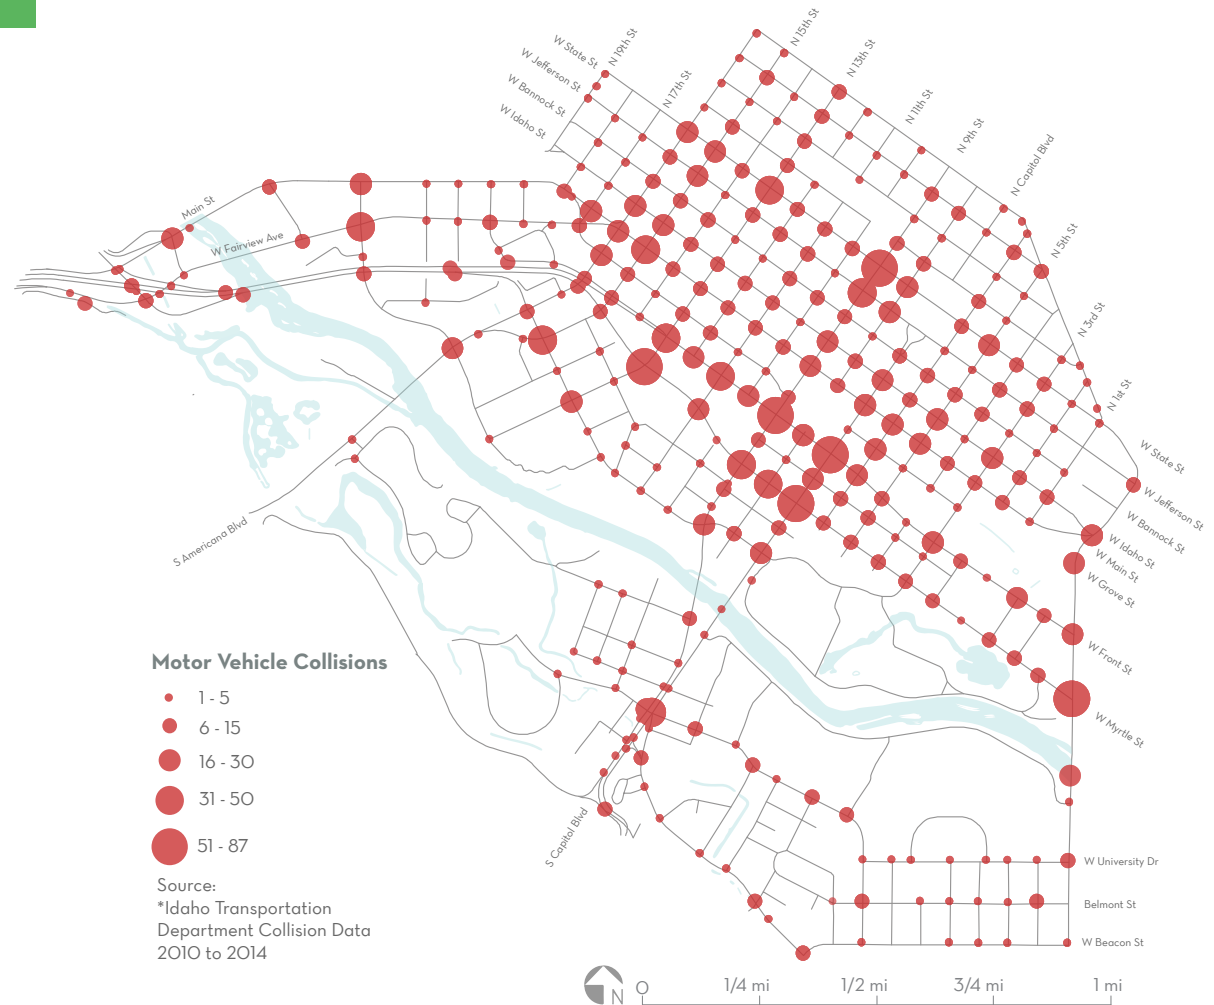 N 15th St
N 19th St
W State St
N 13th St
W Jefferson St
N 17th St
W Bannock St
N 11th St
W Idaho St
N 9th St
N Capitol Blvd
Main St
W Fairview Ave
N 5th St
N 3rd St
N 1st St
W State St
W Jefferson St
W Bannock St
S Americana Blvd
W Idaho St
W Main St
W Grove St
W Front St
Motor Vehicle Collisions
1 - 5
6 - 15
16 - 30
31 - 50
51 - 87
W Myrtle St
S Capitol Blvd
Source:
*Idaho Transportation
Department Collision Data
2010 to 2014
W University Dr
Belmont St
W Beacon St
N
0
1/4 mi
1/2 mi
3/4 mi
1 mi